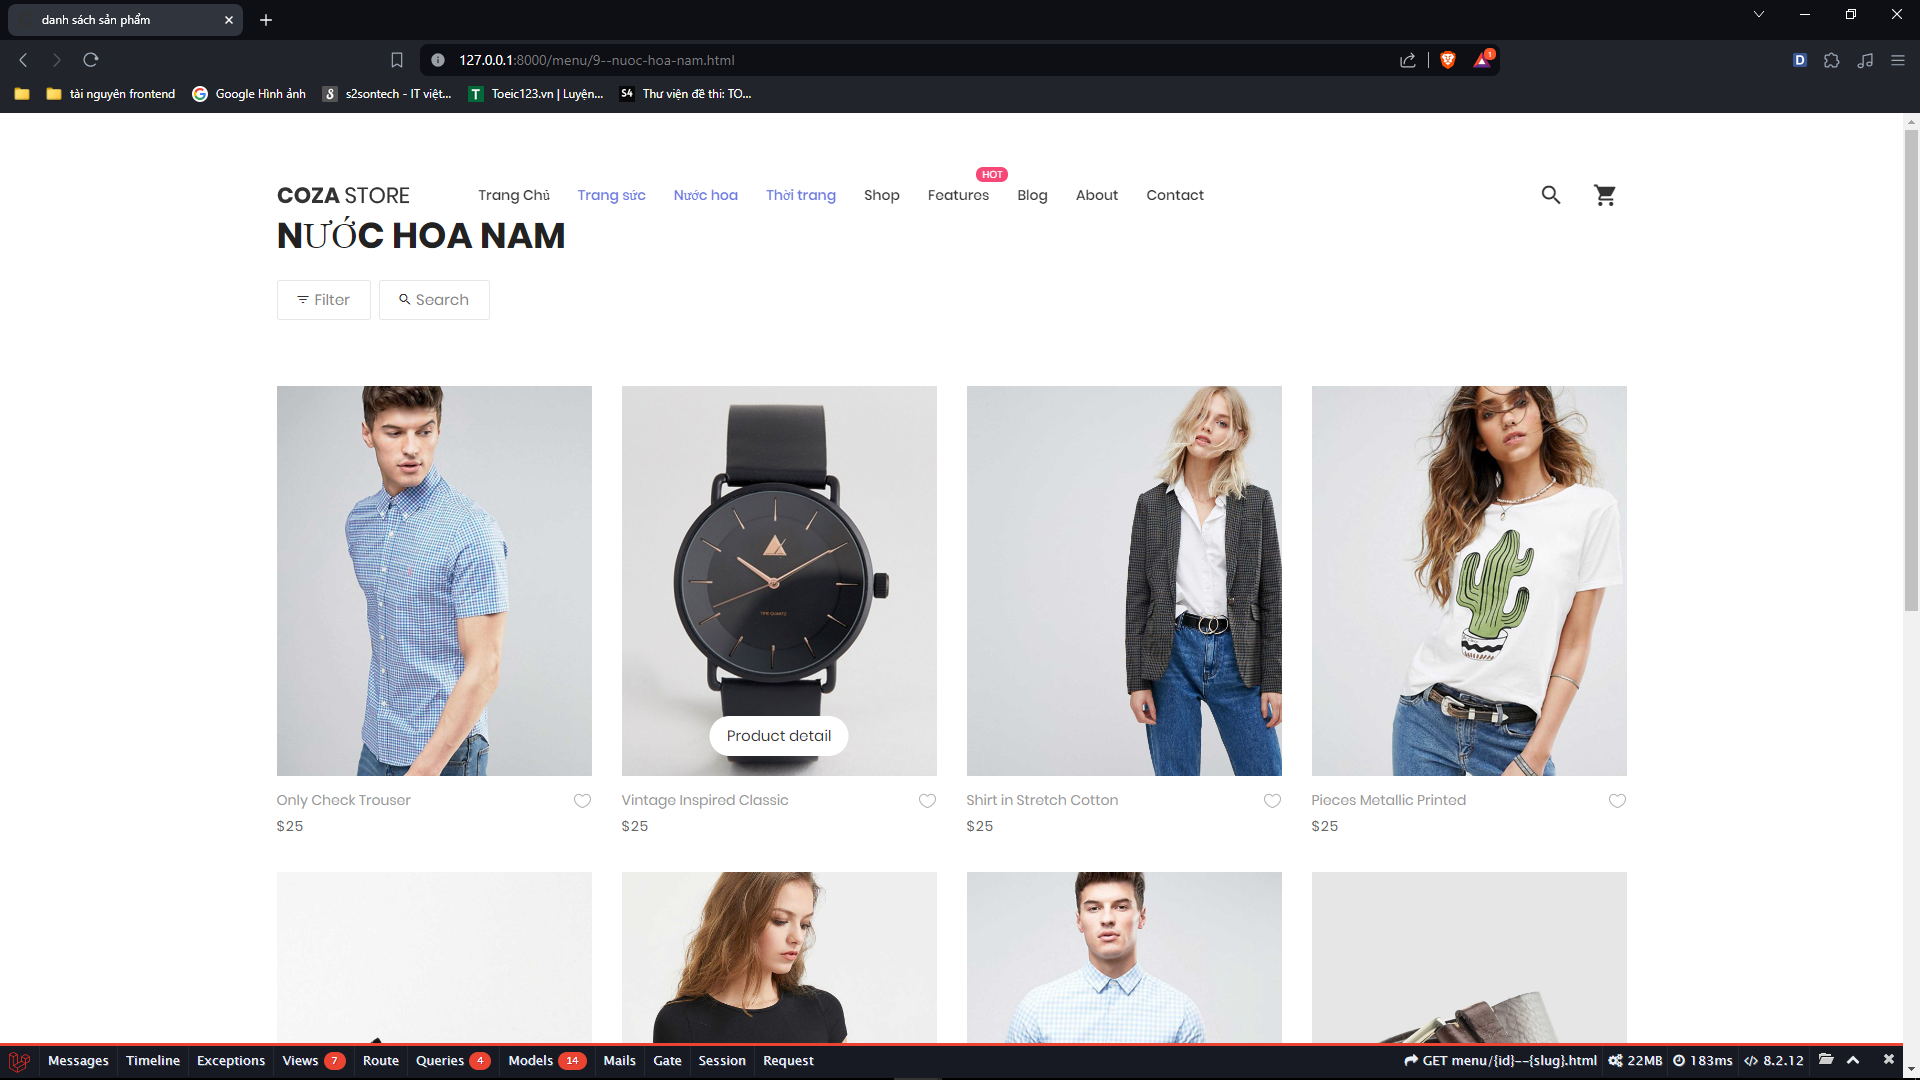 danh sách sản phẩm
127.0.0.1:8000/menu/9--nuoc-hoa-nam.html
1
D
tài nguyên frontend
Google Hình ảnh
s2sontech - IT việt...
T Toeic123.vn | Luyện...
S4 Thư viện đề thi: TO...
COZA STORE
Trang Chủ
Trang sức
Nước hoa
Thời trang
Shop
Features
HOT
Blog
About
Contact
NƯỚC HOA NAM
Filter
Search
TIME QUARTZ
Product detail
Only Check Trouser
$25
Vintage Inspired Classic
$25
Shirt in Stretch Cotton
$25
Pieces Metallic Printed
$25
Messages
Timeline
Exceptions
Views 7
Route
Queries 4
Models 14
Mails
Gate
Session
Request
GET menu/{id}--{slug}.html
22MB
183ms
8.2.12